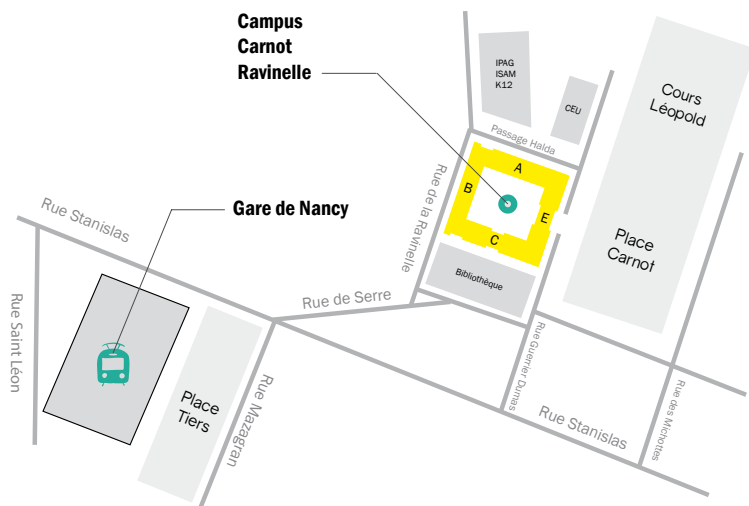 Campus
Carnot
Ravinelle
IPAG
ISAM
K12
CEU
Cours
Léopold
Passage Halda
A
B
E
C
Rue de la Ravinelle
Place
Carnot
Bibliothèque
Rue Stanislas
Gare de Nancy
Rue de Serre
Rue Saint Léon
Place
Tiers
Rue Mazagran
Rue Guerrier Dumas
Rue Stanislas
Rue des Michottes